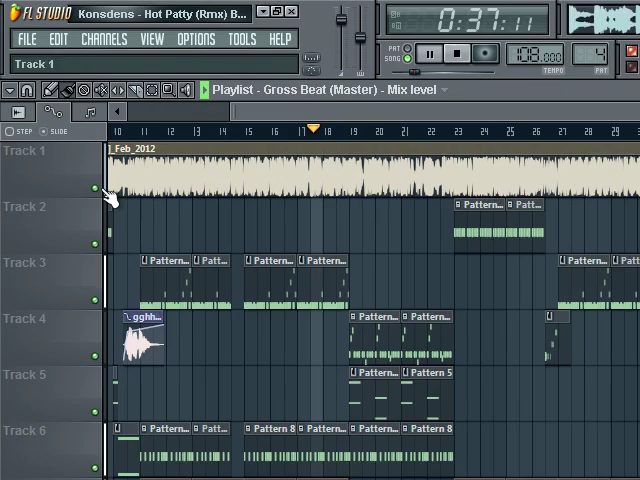 FL STUDIO Konsdens - Hot Patty (Rmx) B...
FILE EDIT CHANNELS VIEW OPTIONS TOOLS HELP
Track 1
0:37:11
PAT
SONG
108.000 4
TEMPO PAT
Playlist - Gross Beat (Master) - Mix level
STEP SLIDE
10 11 12 13 14 15 16 17 18 19 20 21 22 23 24 25 26 27 28 29
Track 1 ]_Feb_2012
Track 2 Pattern... Patt...
Track 3 Pattern... Patt... Pattern... Pattern... Pattern... Patt
Track 4 gghh... Pattern... Pattern...
Track 5 Pattern... Pattern 5
Track 6 Pattern... Patt... Pattern 8 Pattern... Pattern... Pattern 8